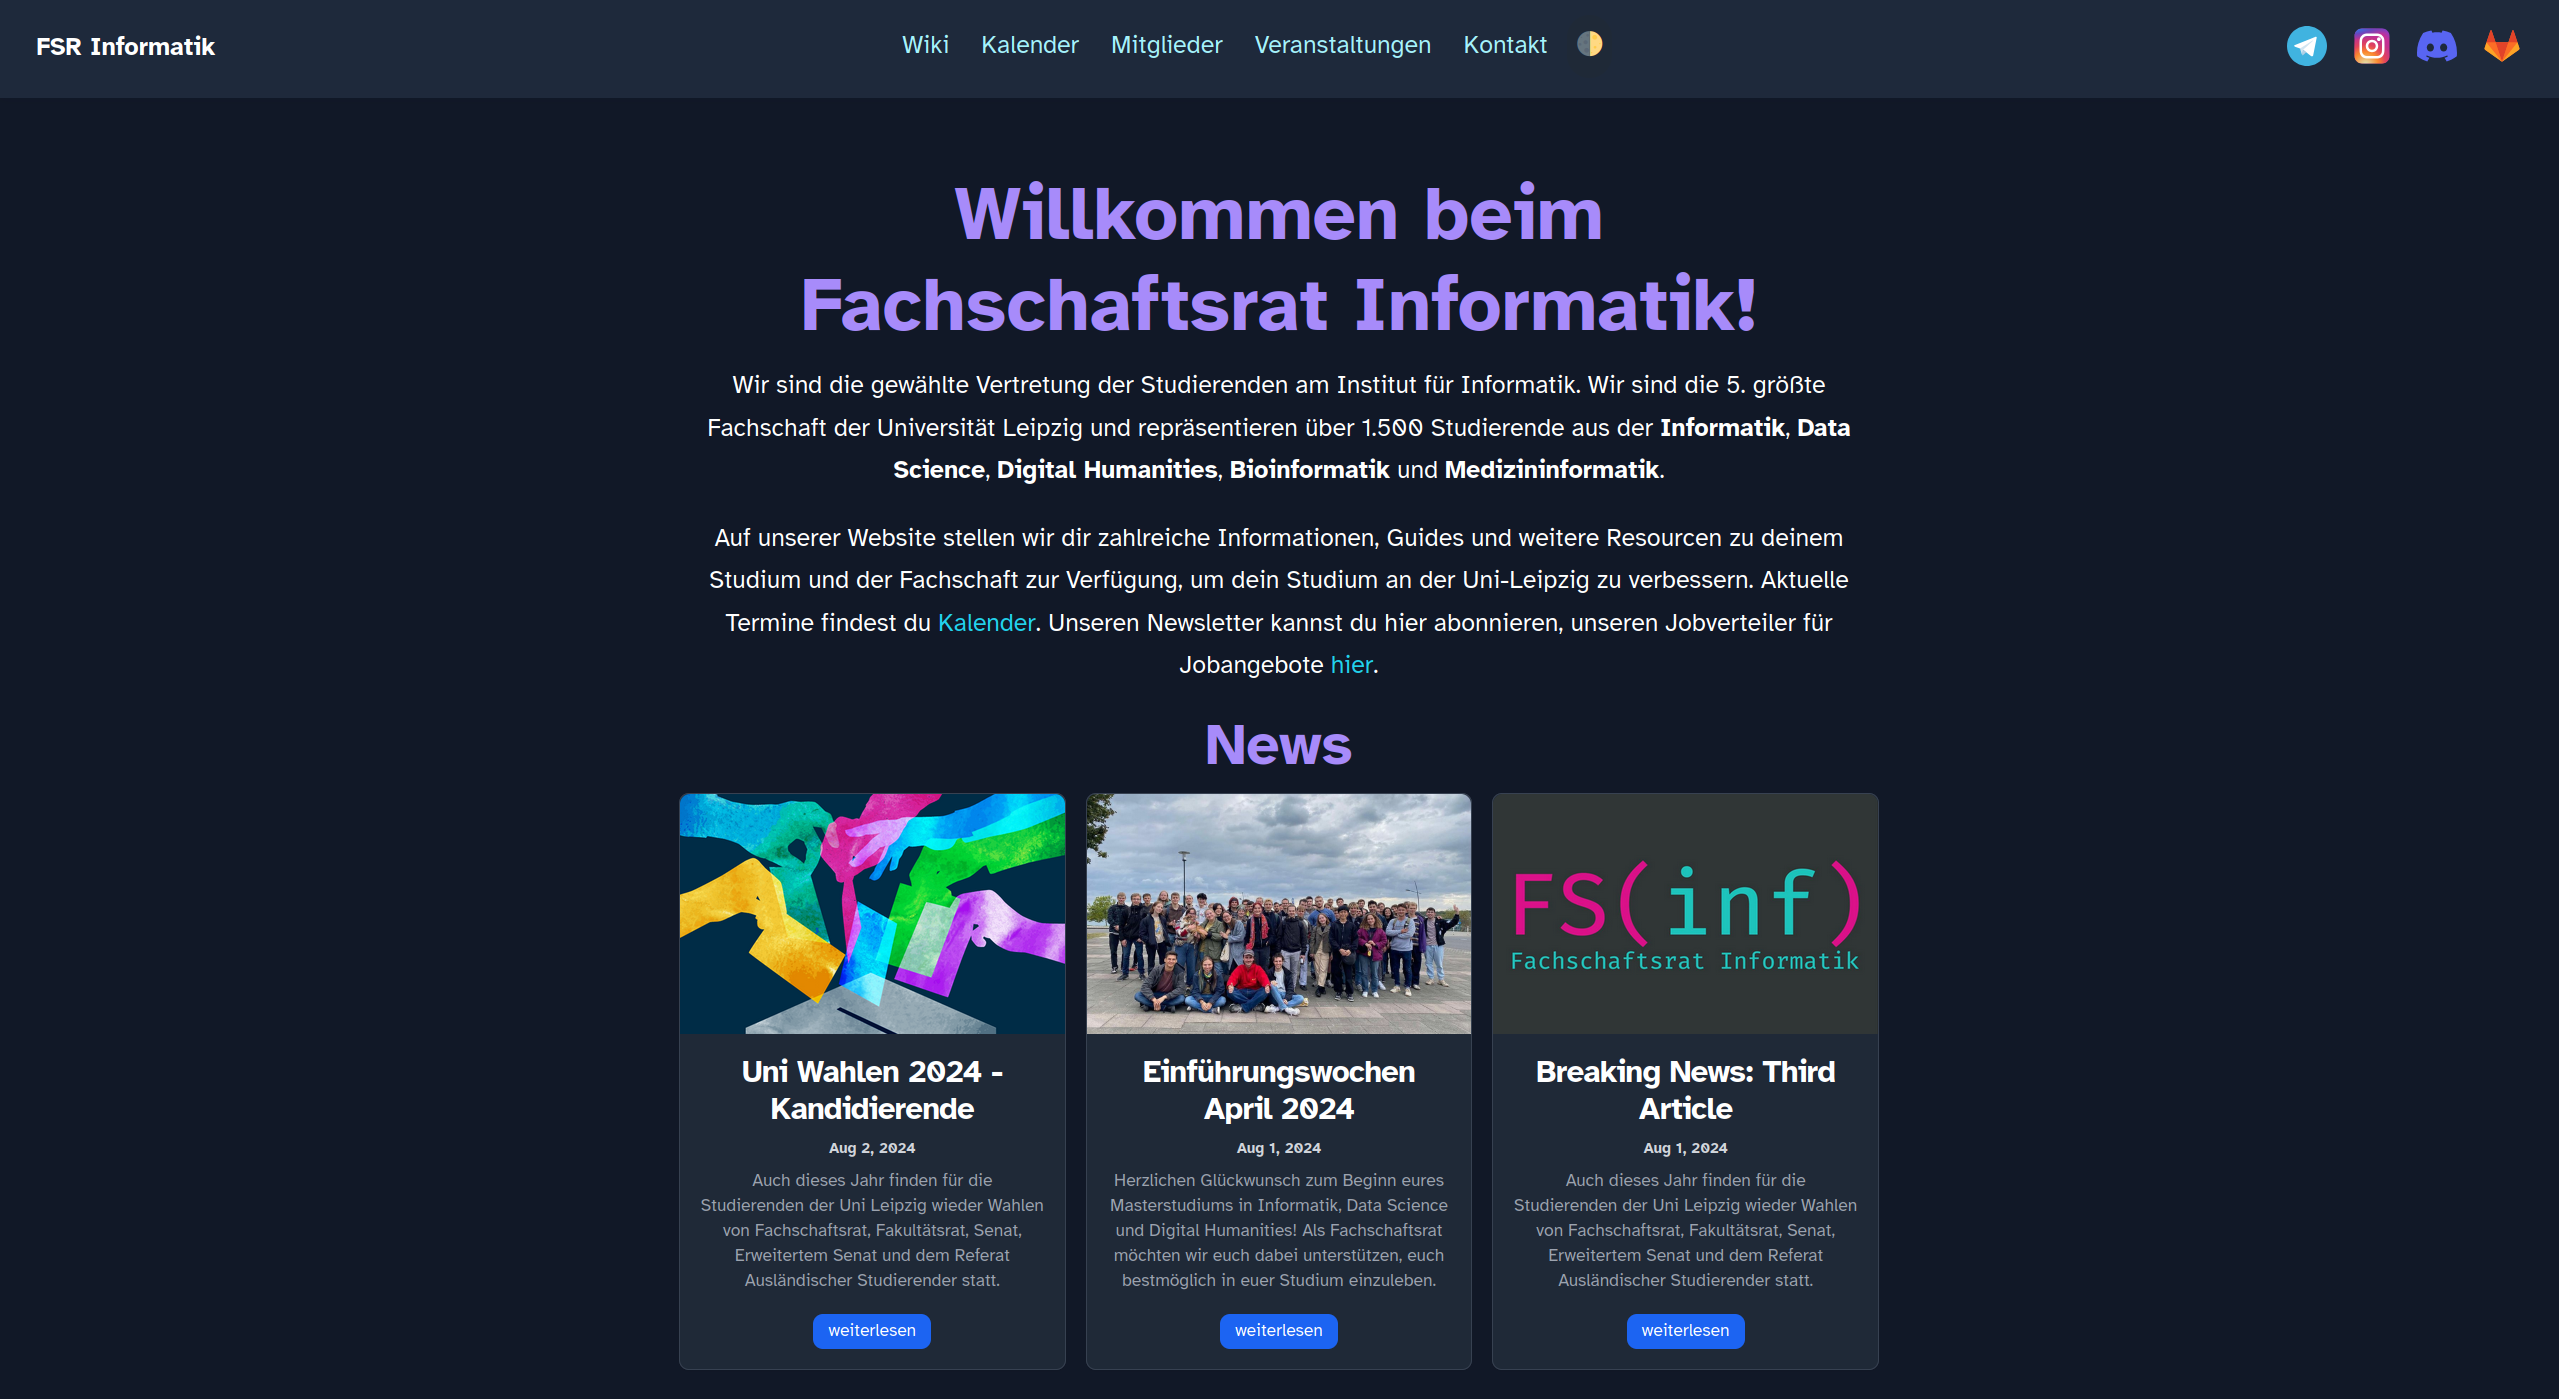 FSR Informatik
Wiki Kalender Mitglieder Veranstaltungen Kontakt
Willkommen beim
Fachschaftsrat Informatik!
Wir sind die gewählte Vertretung der Studierenden am Institut für Informatik. Wir sind die 5. größte
Fachschaft der Universität Leipzig und repräsentieren über 1.500 Studierende aus der Informatik, Data
Science, Digital Humanities, Bioinformatik und Medizininformatik.
Auf unserer Website stellen wir dir zahlreiche Informationen, Guides und weitere Resourcen zu deinem
Studium und der Fachschaft zur Verfügung, um dein Studium an der Uni-Leipzig zu verbessern. Aktuelle
Termine findest du Kalender. Unseren Newsletter kannst du hier abonnieren, unseren Jobverteiler für
Jobangebote hier.
News
Uni Wahlen 2024 -
Kandidierende
Aug 2, 2024
Auch dieses Jahr finden für die
Studierenden der Uni Leipzig wieder Wahlen
von Fachschaftsrat, Fakultätsrat, Senat,
Erweitertem Senat und dem Referat
Ausländischer Studierender statt.
weiterlesen
Einführungswochen
April 2024
Aug 1, 2024
Herzlichen Glückwunsch zum Beginn eures
Masterstudiums in Informatik, Data Science
und Digital Humanities! Als Fachschaftsrat
möchten wir euch dabei unterstützen, euch
bestmöglich in euer Studium einzuleben.
weiterlesen
FS(inf)
Fachschaftsrat Informatik
Breaking News: Third
Article
Aug 1, 2024
Auch dieses Jahr finden für die
Studierenden der Uni Leipzig wieder Wahlen
von Fachschaftsrat, Fakultätsrat, Senat,
Erweitertem Senat und dem Referat
Ausländischer Studierender statt.
weiterlesen